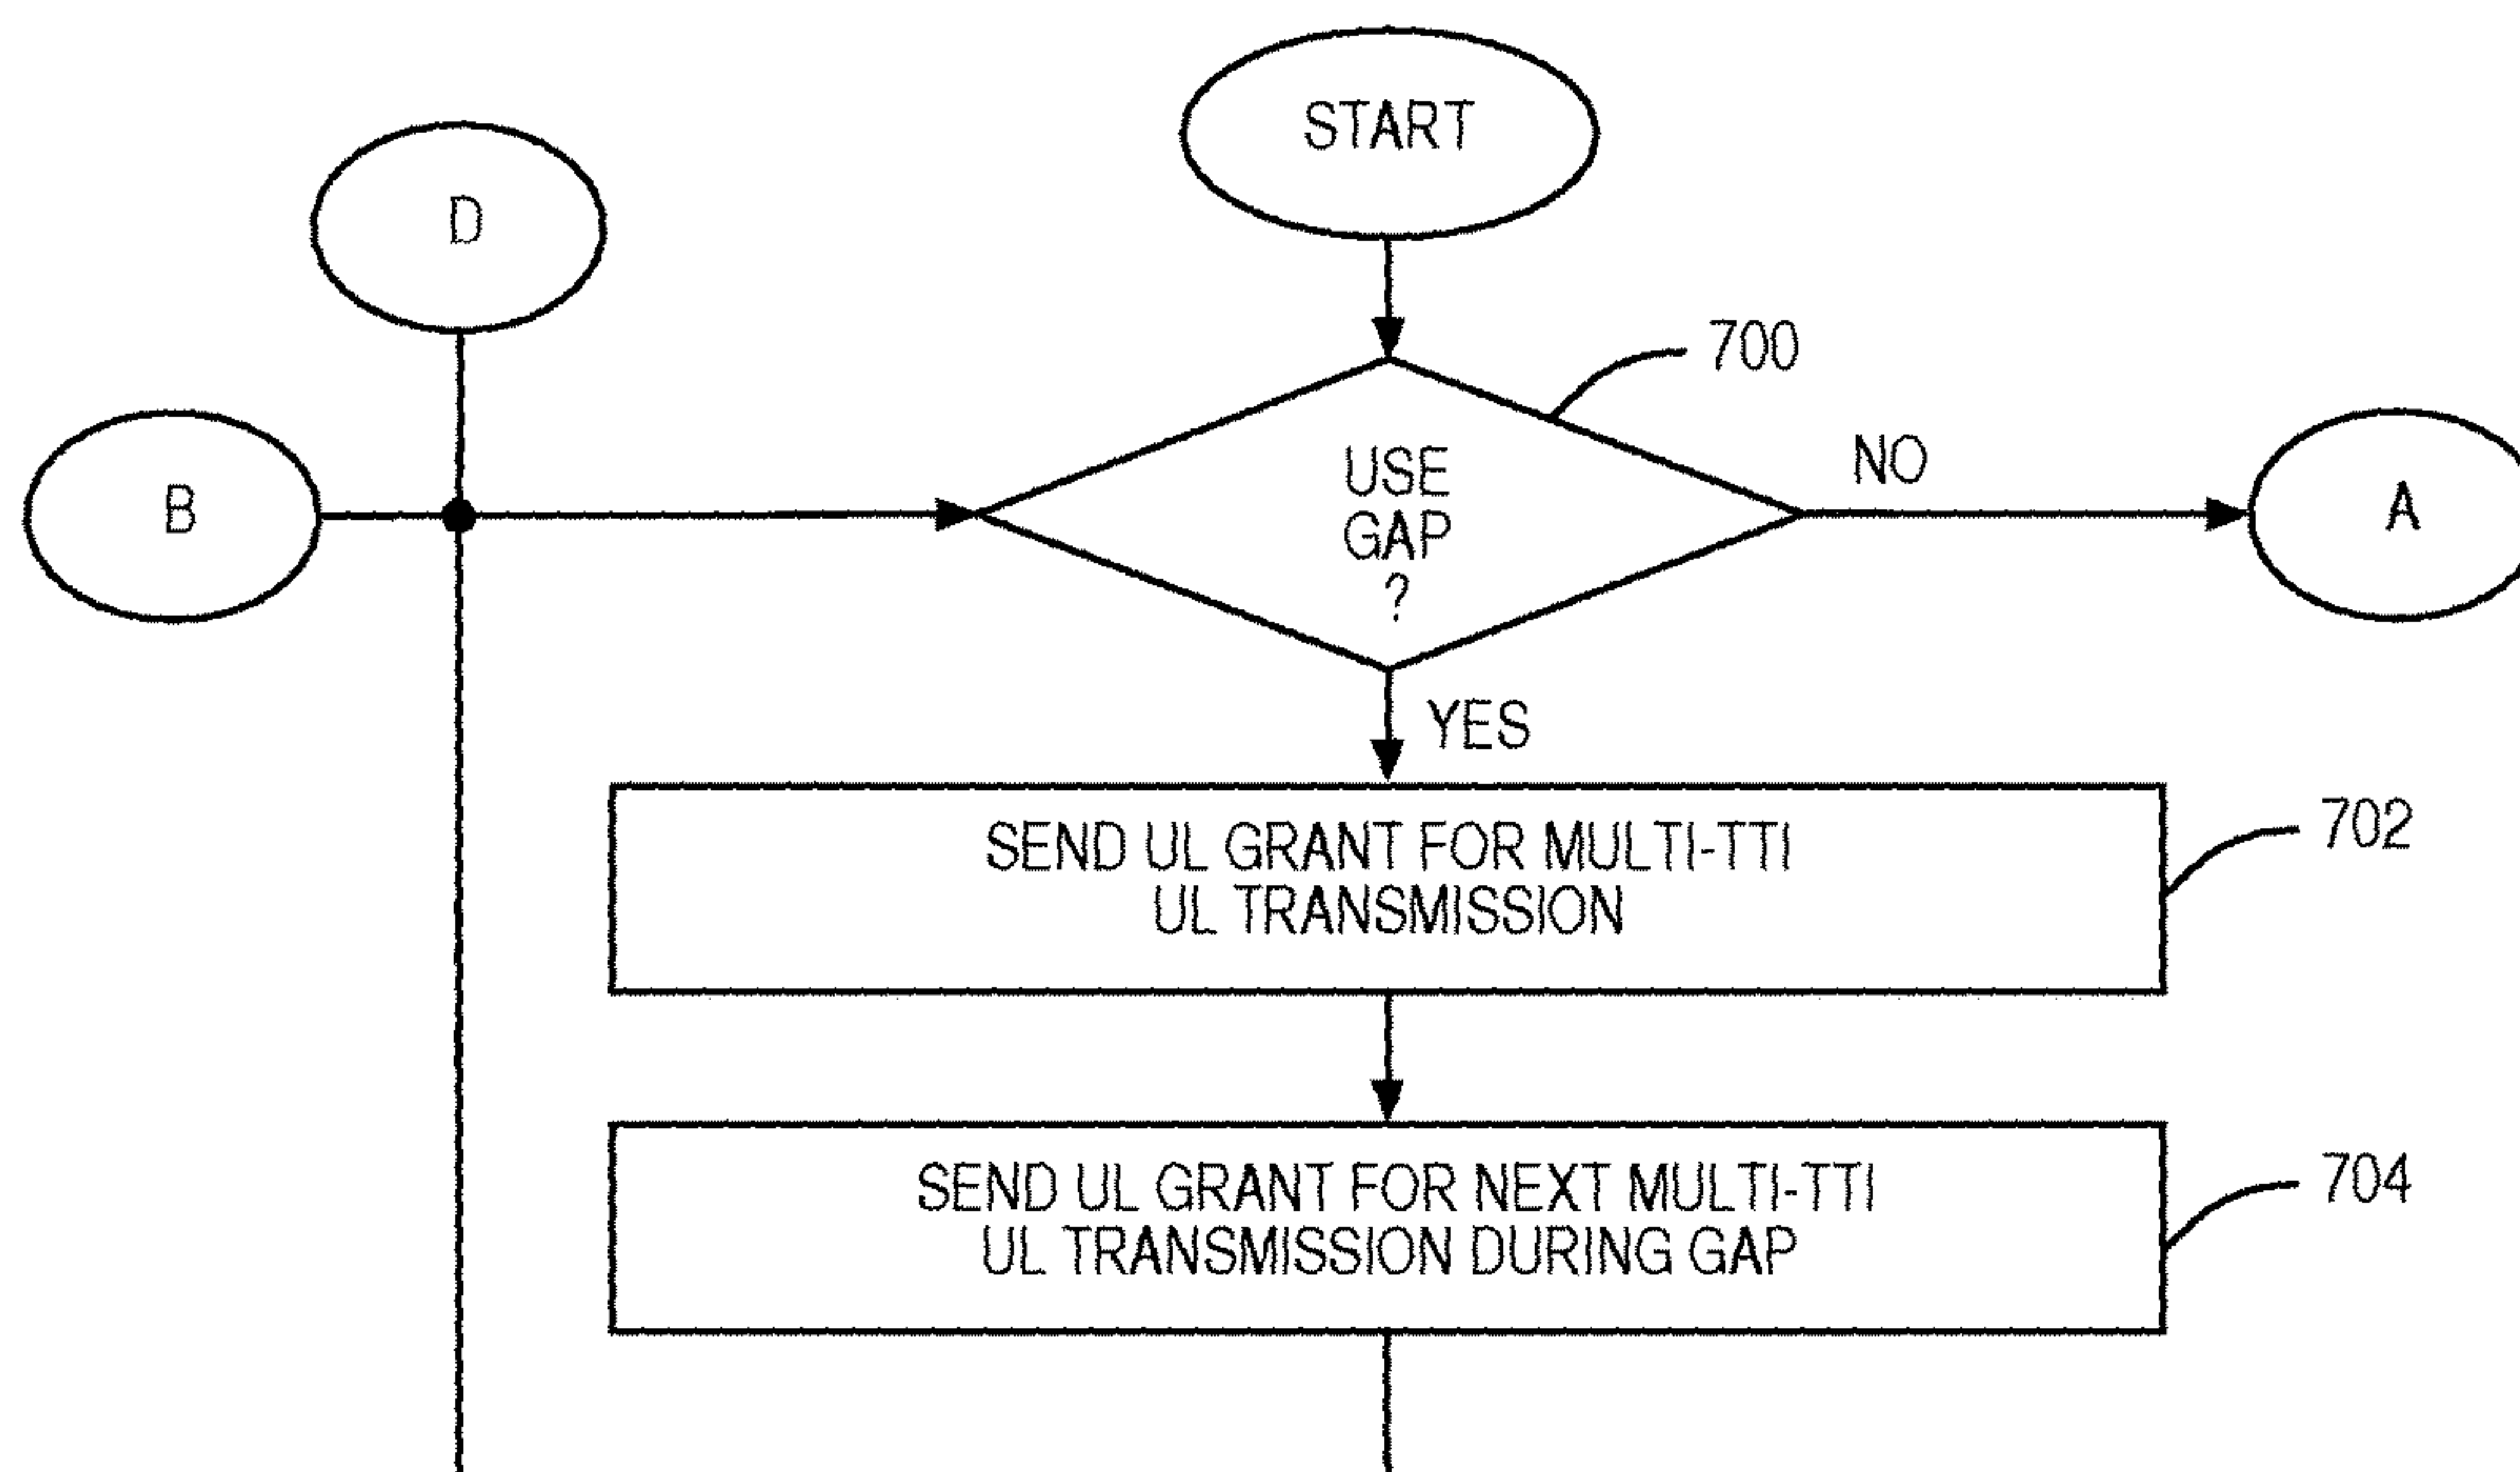 START
D
700
USE
GAP
?
NO
B
A
YES
SEND UL GRANT FOR MULTI-TTI
UL TRANSMISSION
702
SEND UL GRANT FOR NEXT MULTI-TTI
UL TRANSMISSION DURING GAP
704